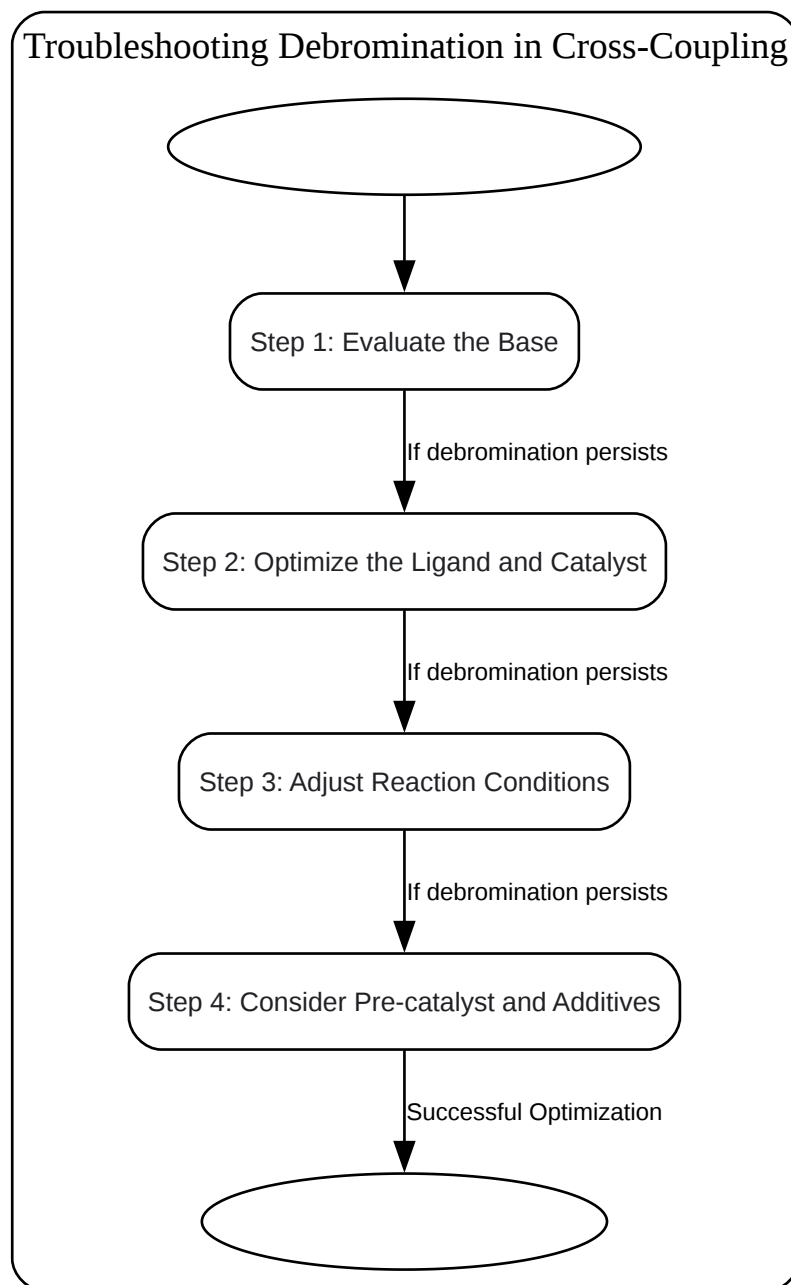 Troubleshooting Debromination in Cross-Coupling
Step 1: Evaluate the Base
If debromination persists
Step 2: Optimize the Ligand and Catalyst
If debromination persists
Step 3: Adjust Reaction Conditions
If debromination persists
Step 4: Consider Pre-catalyst and Additives
Successful Optimization